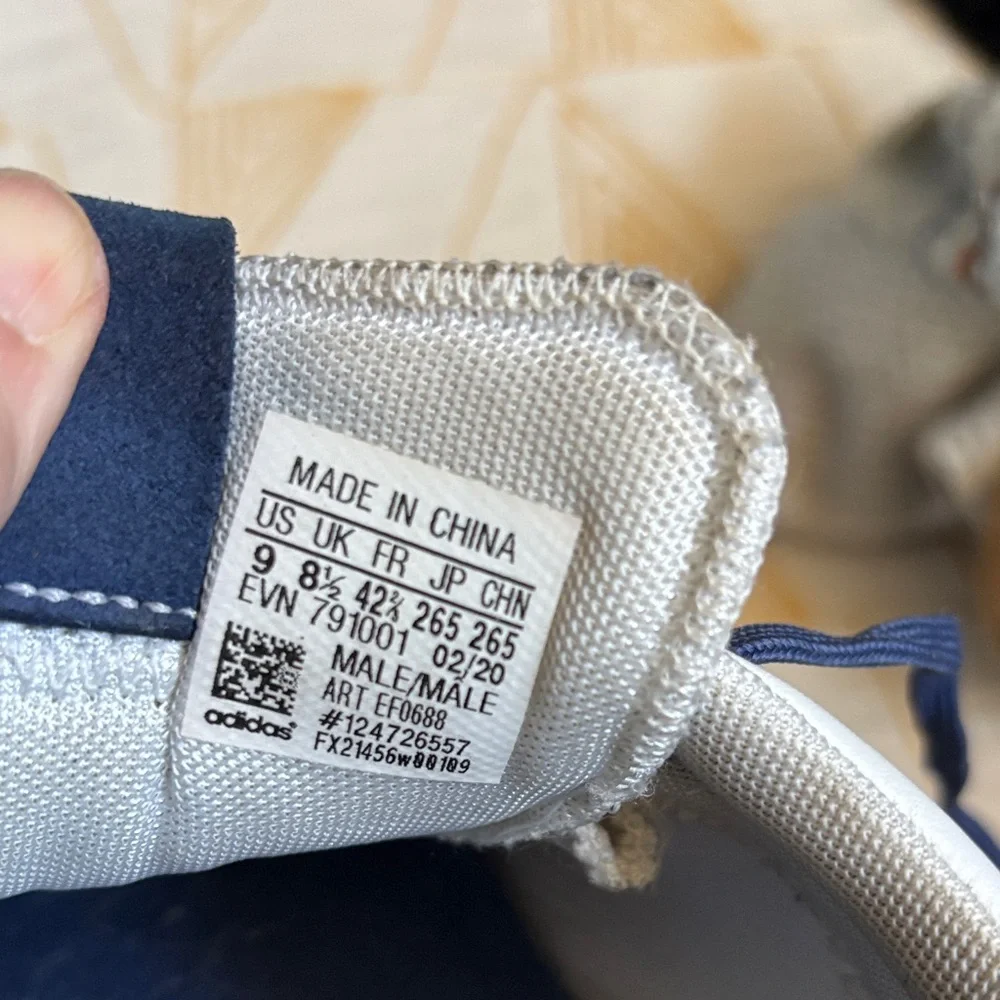 MADE IN CHINA
US UK FR JP CHN
9 8½ 42⅔ 265 265
EVN 791001 02/20
MALE/MÂLE
ART EF0688
#124726557
FX21456w00109
adidas